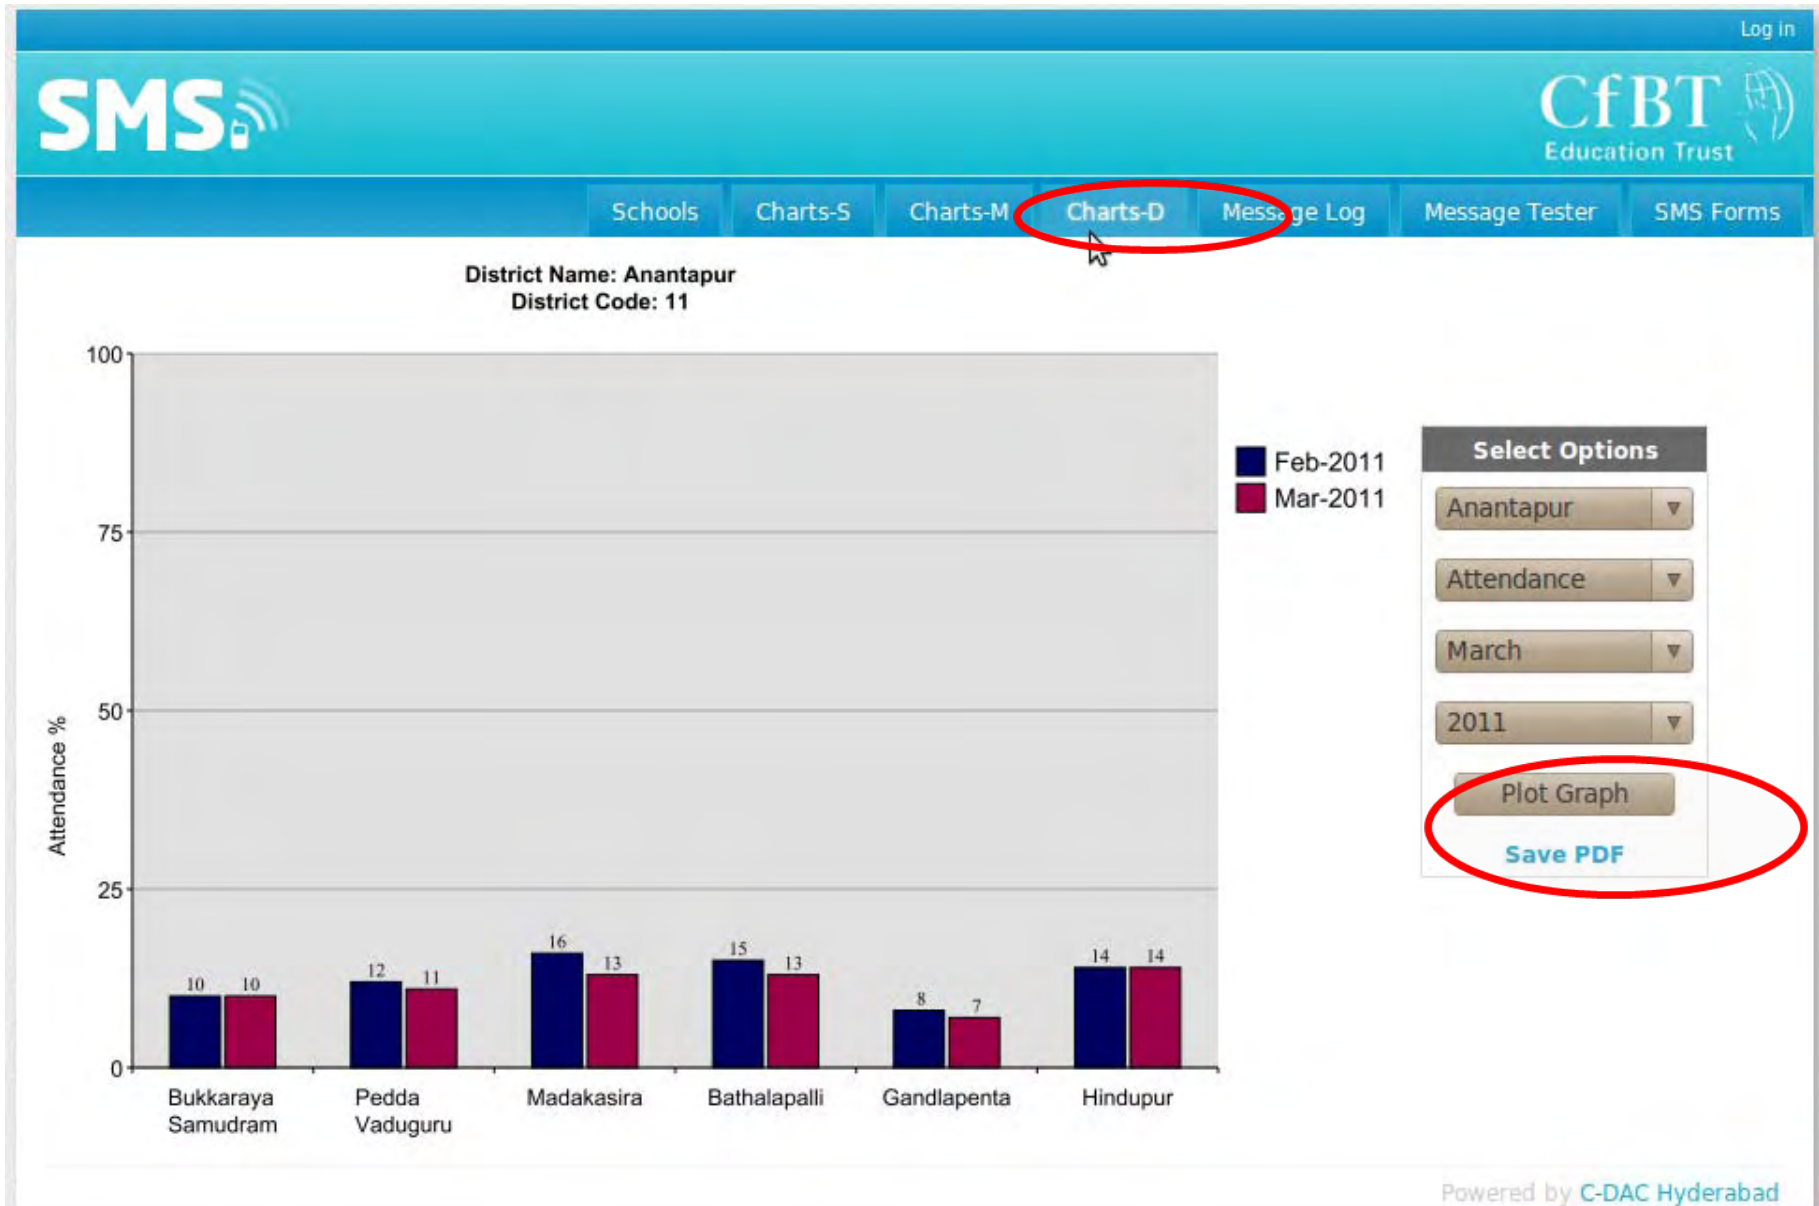 Log in
SMS
CfBT
Education Trust
Schools Charts-S Charts-M Charts-D Message Log Message Tester SMS Forms
District Name: Anantapur
District Code: 11
100
75
50
25
0
Attendance %
10 10 12 11 16 13 15 13 8 7 14 14
Bukkaraya
Samudram
Pedda
Vaduguru
Madakasira
Bathalapalli
Gandlapenta
Hindupur
Feb-2011
Mar-2011
Select Options
Anantapur
Attendance
March
2011
Plot Graph
Save PDF
Powered by C-DAC Hyderabad